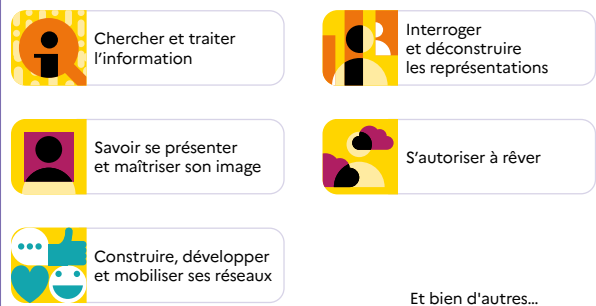 Chercher et traiter
l'information
Interroger
et déconstruire
les représentations
Savoir se présenter
et maîtriser son image
S'autoriser à rêver
Construire, développer
et mobiliser ses réseaux
Et bien d'autres...